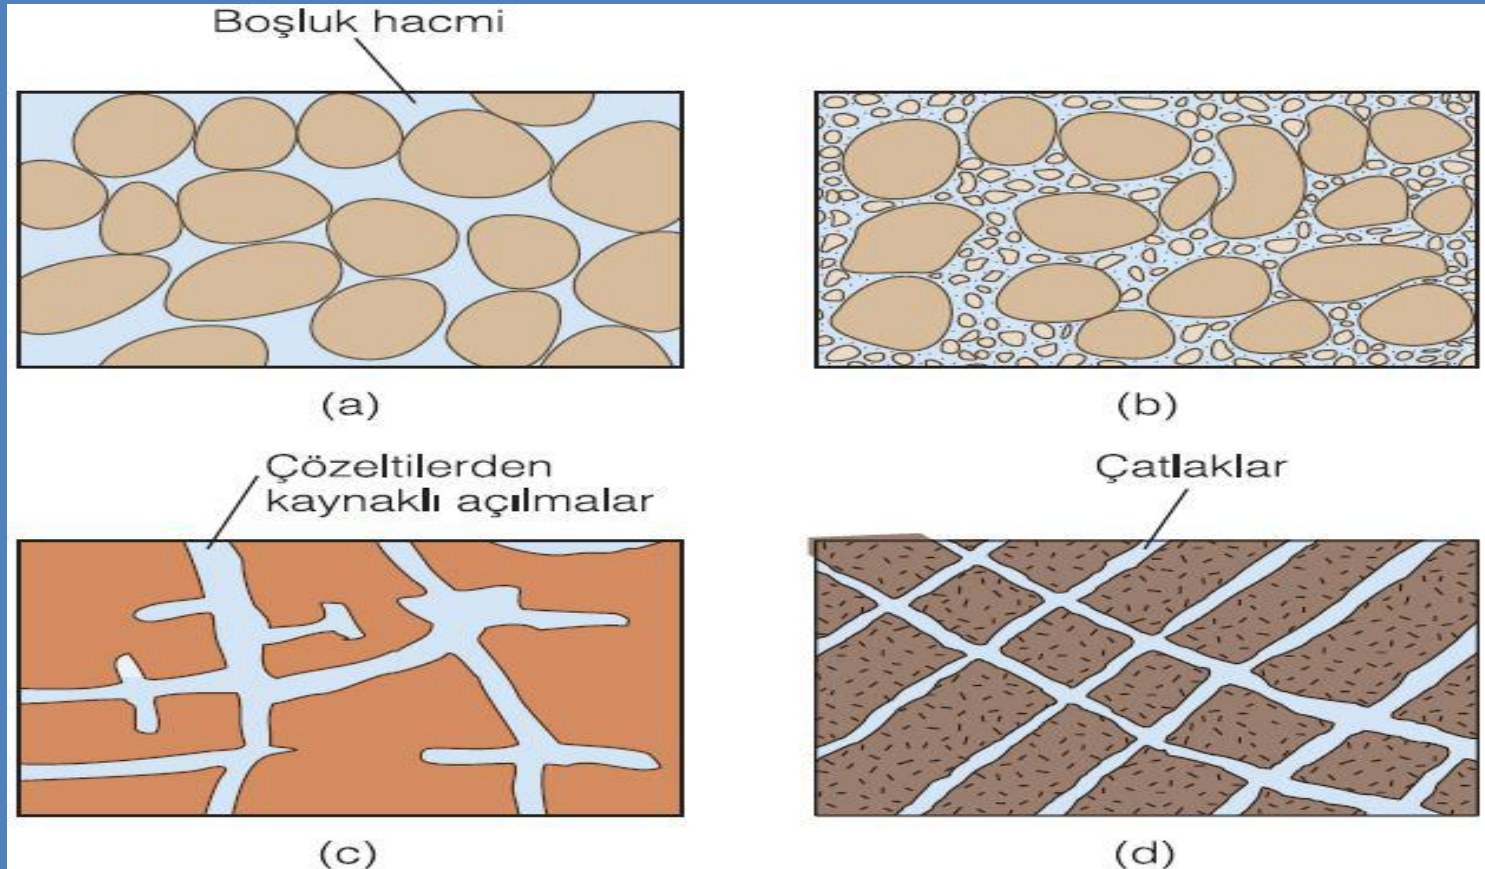 Boşluk hacmi
(a)
(b)
Çözeltilerden
kaynaklı açılmalar
Çatlaklar
(c)
(d)